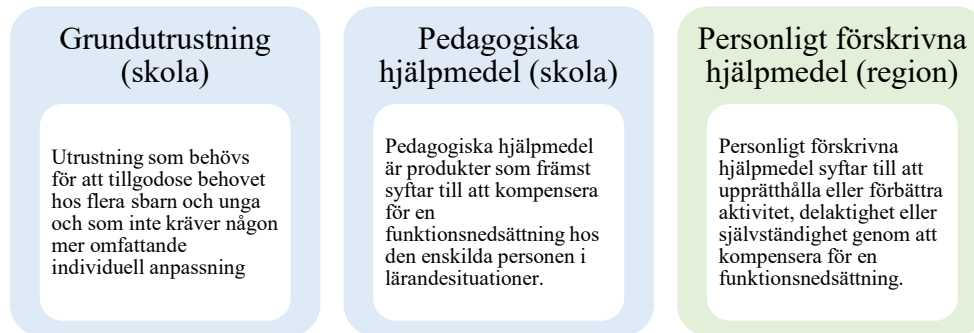 Grundutrustning
(skola)
Utrustning som behövs
för att tillgodose behovet
hos flera sbarn och unga
och som inte kräver någon
mer omfattande
individuell anpassning
Pedagogiska
hjälpmedel (skola)
Pedagogiska hjälpmedel
är produkter som främst
syftar till att kompensera
för en
funktionsnedsättning hos
den enskilda personen i
lärandesituationer.
Personligt förskrivna
hjälpmedel (region)
Personligt förskrivna
hjälpmedel syftar till att
upprätthålla eller förbättra
aktivitet, delaktighet eller
självständighet genom att
kompensera för en
funktionsnedsättning.